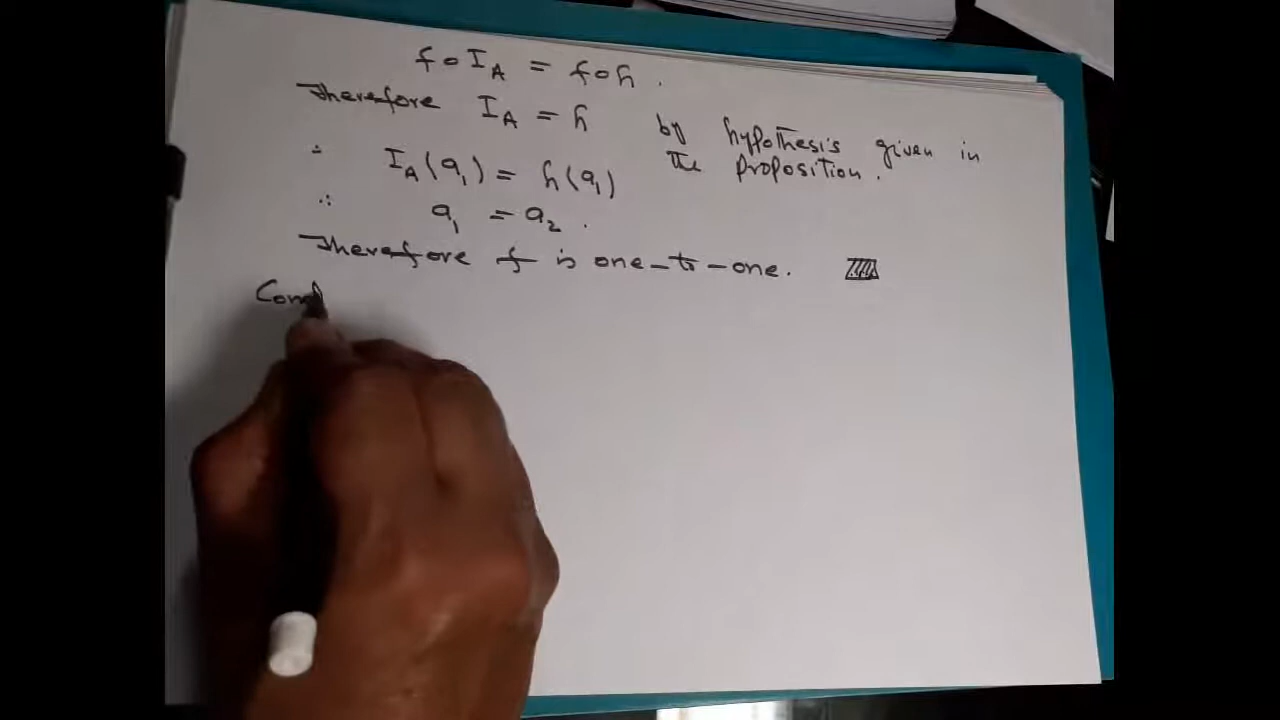 f∘I_A = f∘h .
Therefore I_A = h by hypothesis given in
the proposition .
∴ I_A(a₁) = h(a₁)
∴ a₁ = a₂ .
Therefore f is one-to-one.